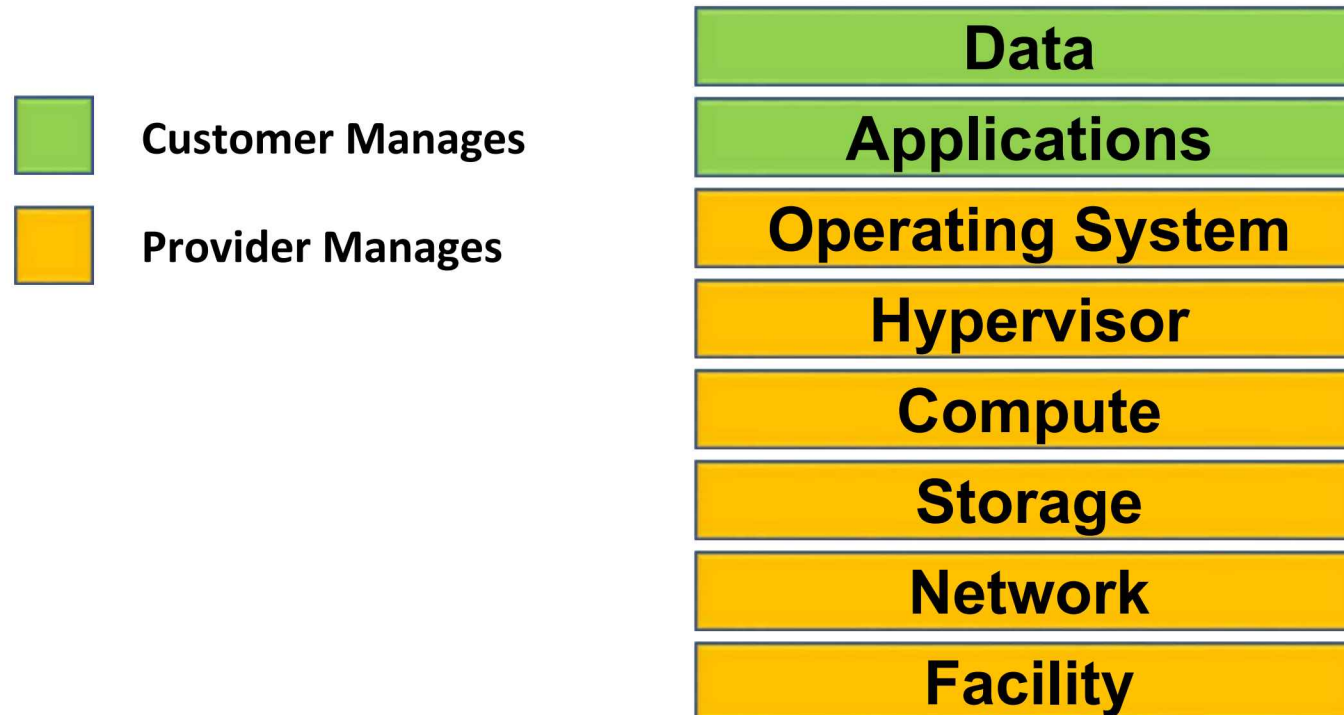 Customer Manages
Provider Manages
Data
Applications
Operating System
Hypervisor
Compute
Storage
Network
Facility